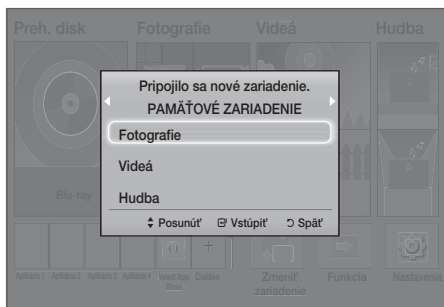 Preh. disk Fotografie Videá Hudba
Pripojilo sa nové zariadenie.
PAMÄŤOVÉ ZARIADENIE
Fotografie
Videá
Hudba
Posunúť Vstúpiť Späť
Blu-ray
Aplikácia 1 Aplikácia 2 Aplikácia 3 Aplikácia 4 Ďalšie
Zmeniť Funkcia Nastavenia
zariadenie